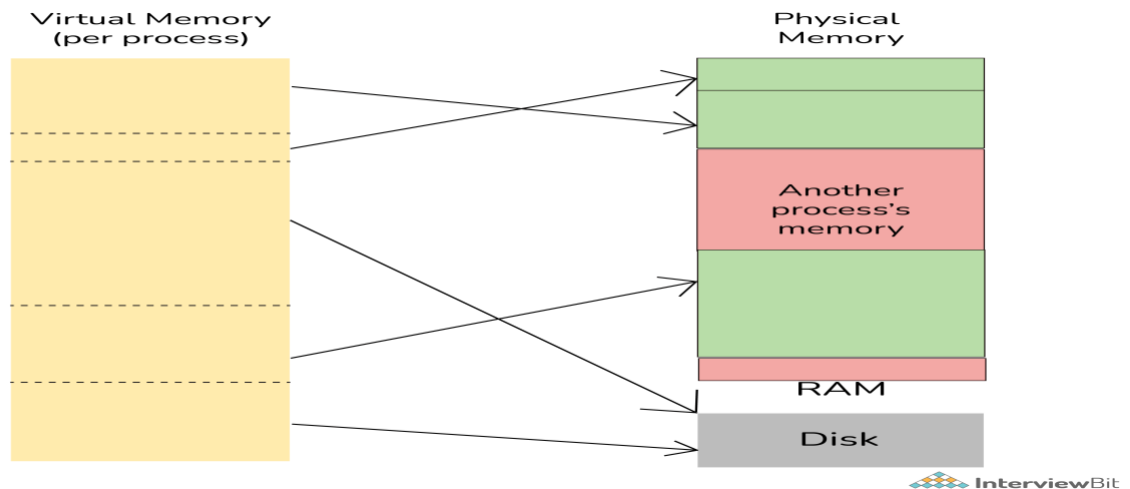 Virtual Memory
(per process)
Physical
Memory
Another
process's
memory
RAM
Disk
InterviewBit